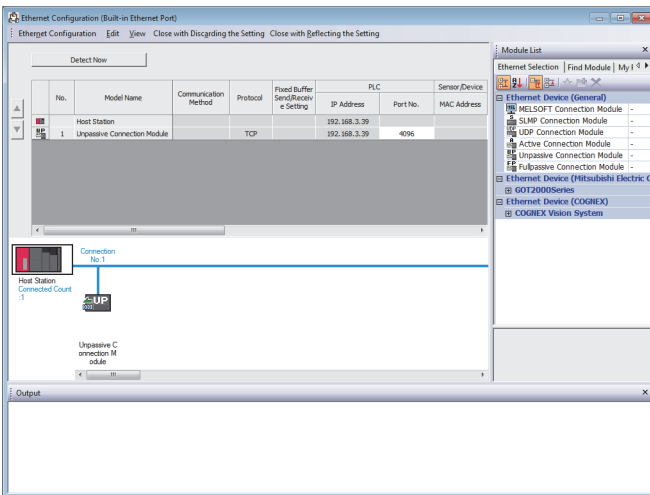 Ethernet Configuration (Built-in Ethernet Port)
Ethernet Configuration Edit View Close with Discarding the Setting Close with Reflecting the Setting
Detect Now
No. Model Name Communication Method Protocol Fixed Buffer Send/Receive Setting PLC Sensor/Device
IP Address Port No. MAC Address
Host Station 192.168.3.39
1 Unpassive Connection Module TCP 192.168.3.39 4096
Connection
No.1
Host Station
Connected Count
:1
UP
Unpassive C
onnection M
odule
Module List
Ethernet Selection Find Module My
Ethernet Device (General)
MELSOFT Connection Module -
SLMP Connection Module -
UDP Connection Module -
Active Connection Module -
Unpassive Connection Module -
Fullpassive Connection Module -
Ethernet Device (Mitsubishi Electric C
GOT2000Series
Ethernet Device (COGNEX)
COGNEX Vision System
Output